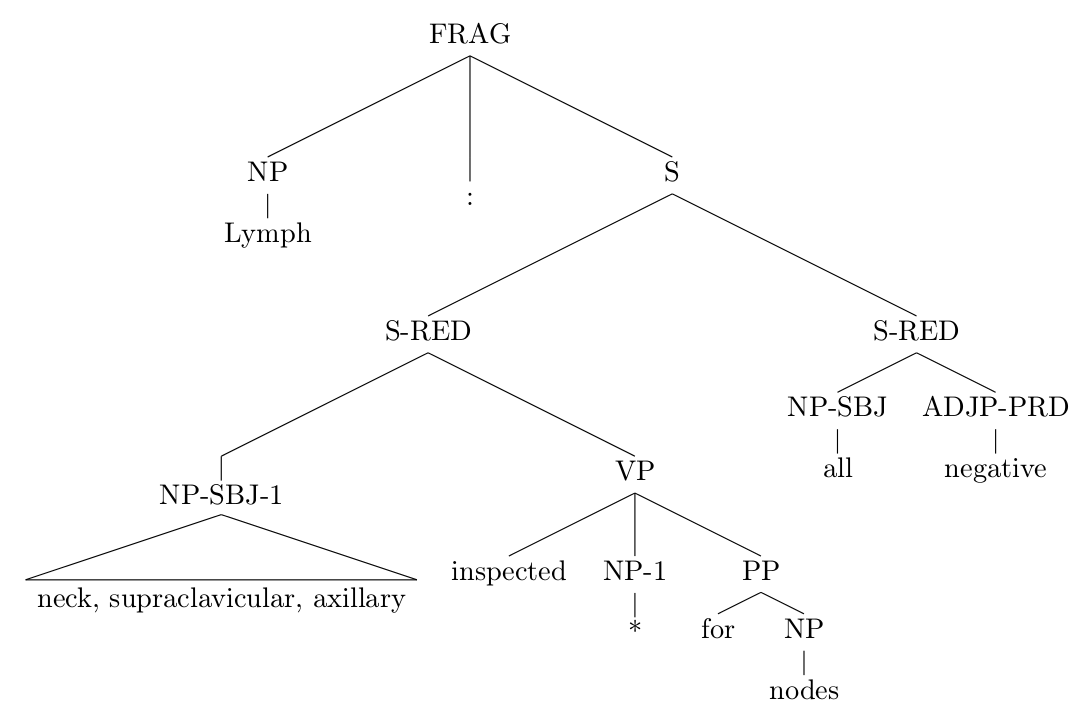 FRAG
NP : S
Lymph
S-RED S-RED
NP-SBJ ADJP-PRD
all negative
NP-SBJ-1 VP
neck, supraclavicular, axillary
inspected NP-1 PP
* for NP
nodes